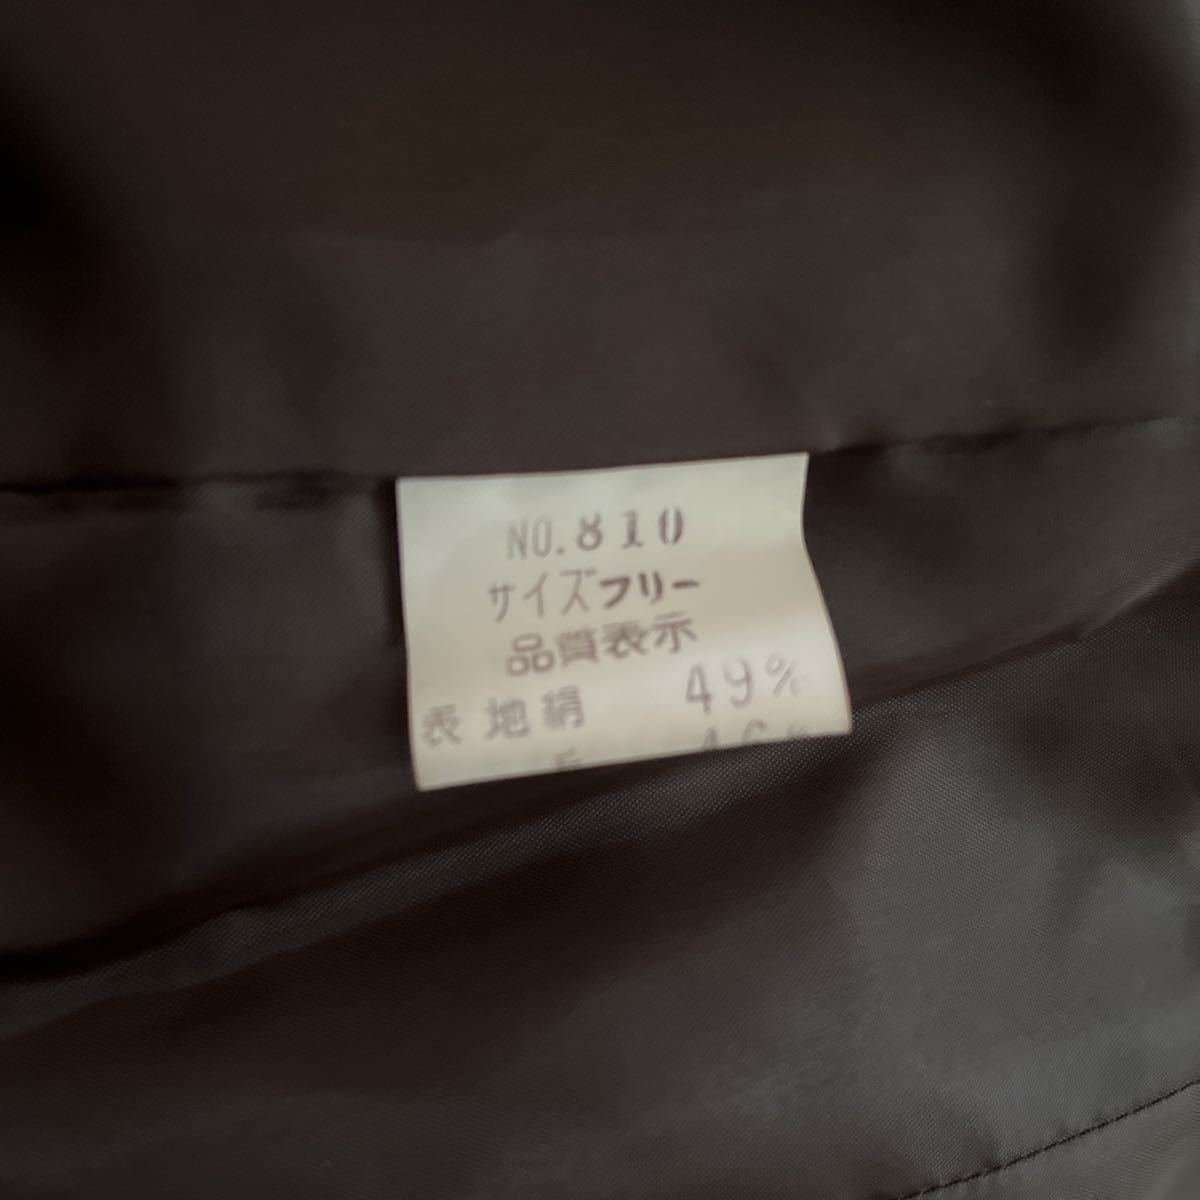 NO.810
サイズフリー
品質表示
表地絹 49%